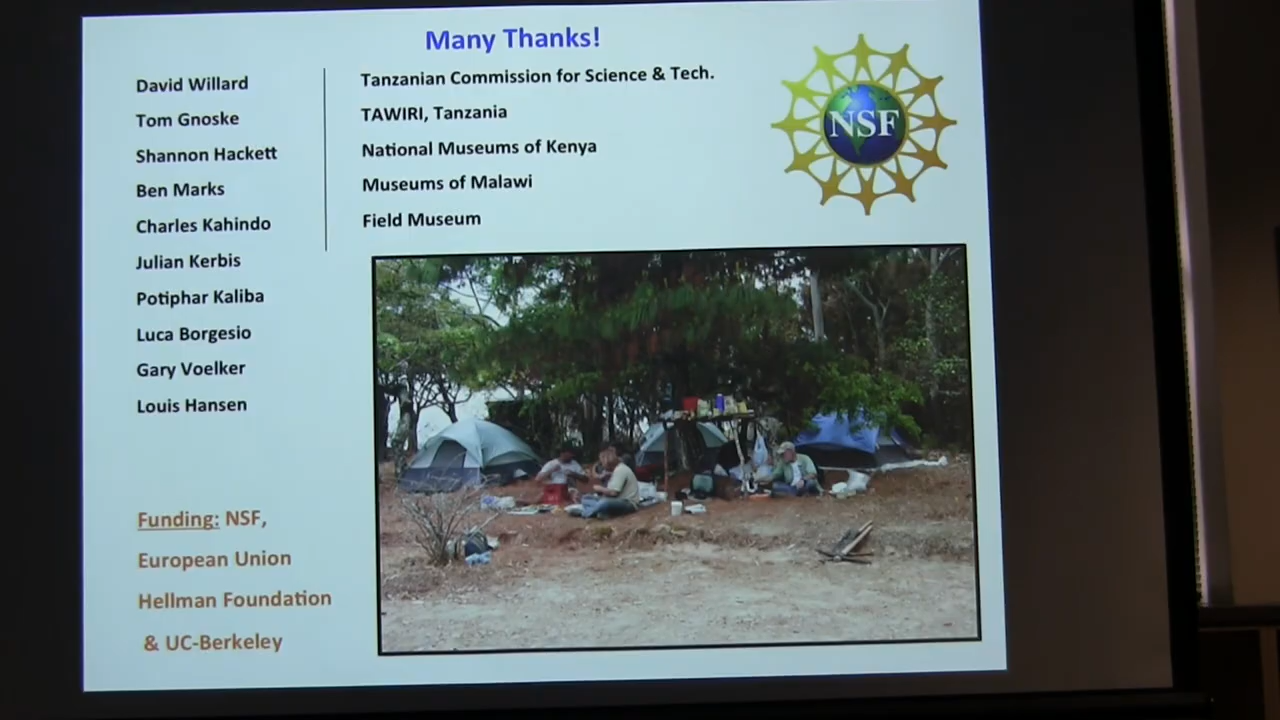 Many Thanks!
David Willard
Tom Gnoske
Shannon Hackett
Ben Marks
Charles Kahindo
Julian Kerbis
Potiphar Kaliba
Luca Borgesio
Gary Voelker
Louis Hansen
Tanzanian Commission for Science & Tech.
TAWIRI, Tanzania
National Museums of Kenya
Museums of Malawi
Field Museum
NSF
Funding: NSF,
European Union
Hellman Foundation
& UC-Berkeley